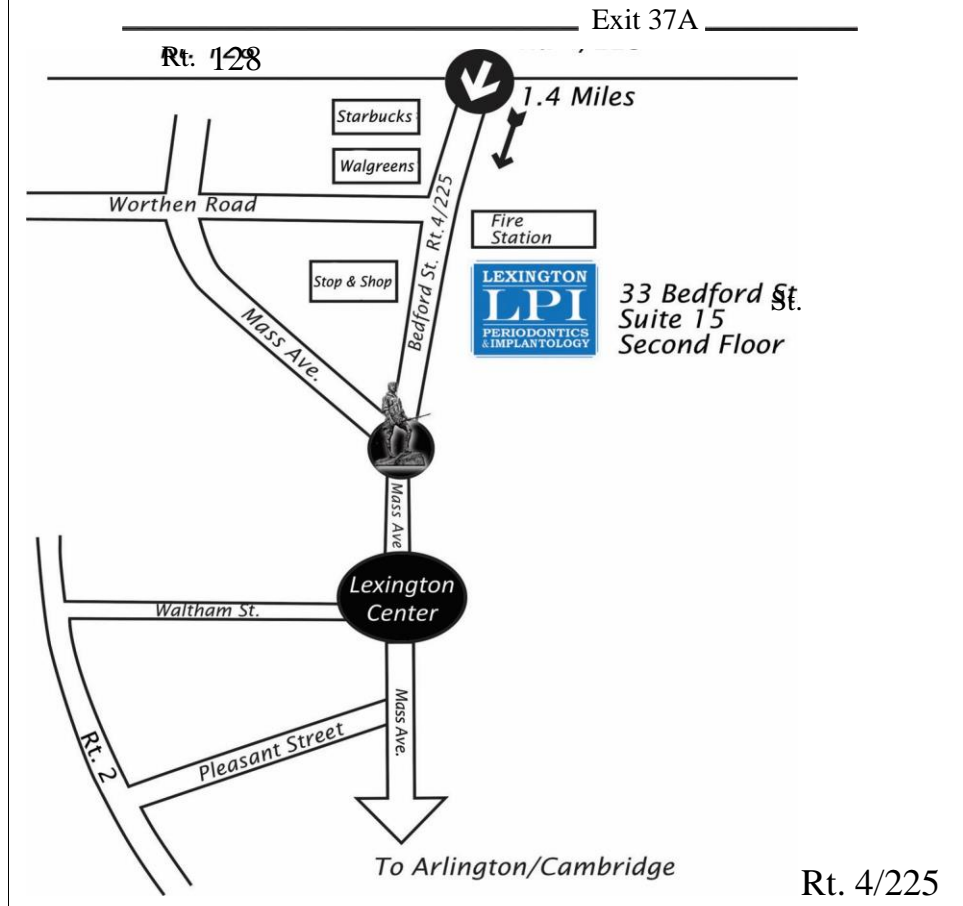 Exit 37A
Rt. 128
1.4 Miles
Starbucks
Walgreens
Worthen Road
Bedford St. Rt.4/225
Fire
Station
Stop & Shop
LEXINGTON
LPI
PERIODONTICS
& IMPLANTOLOGY
33 Bedford St.
Suite 15
Second Floor
Mass Ave.
Mass Ave
Lexington
Center
Waltham St.
Mass Ave.
Rt. 2
Pleasant Street
To Arlington/Cambridge
Rt. 4/225